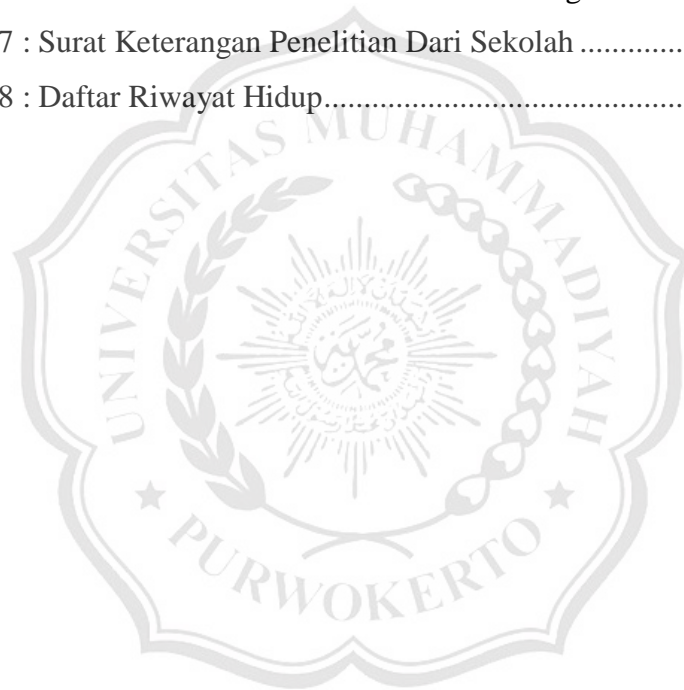 7 : Surat Keterangan Penelitian Dari Sekolah .............
8 : Daftar Riwayat Hidup.............................................
UNIVERSITAS MUHAMMADIYAH
PURWOKERTO